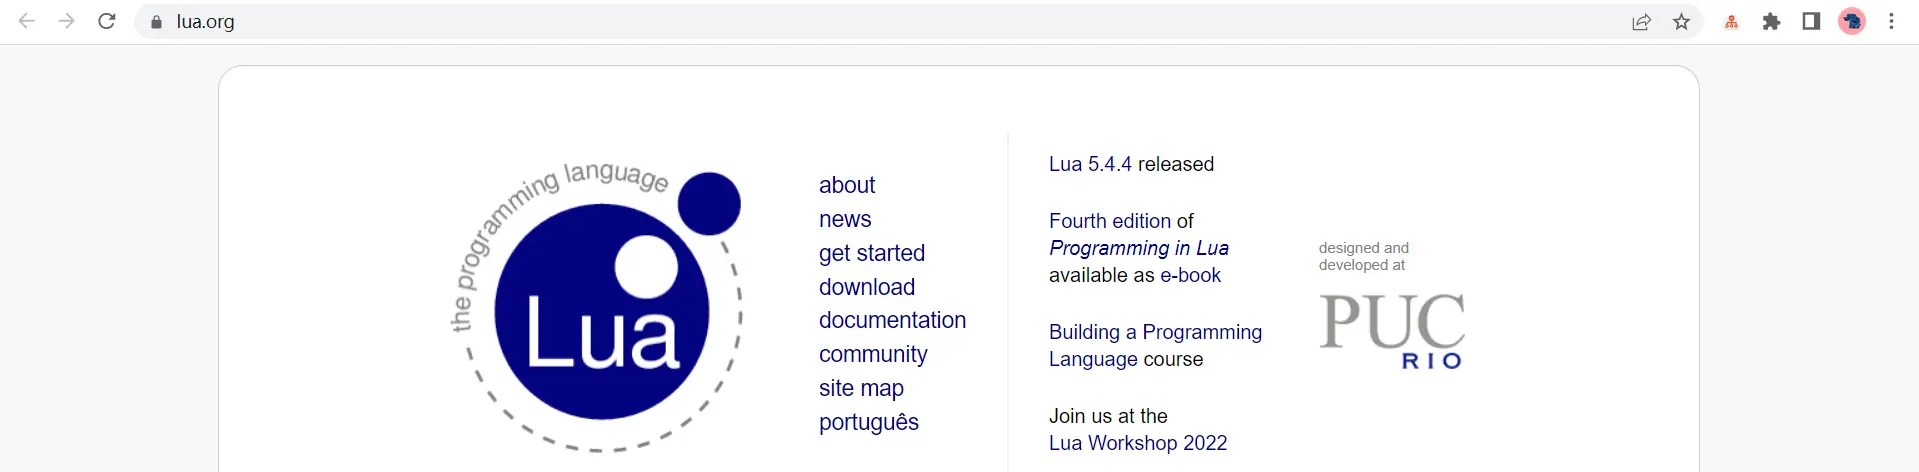 lua.org
the programming language
Lua
about
news
get started
download
documentation
community
site map
português
Lua 5.4.4 released
Fourth edition of
Programming in Lua
available as e-book
Building a Programming
Language course
Join us at the
Lua Workshop 2022
designed and
developed at
PUC
RIO